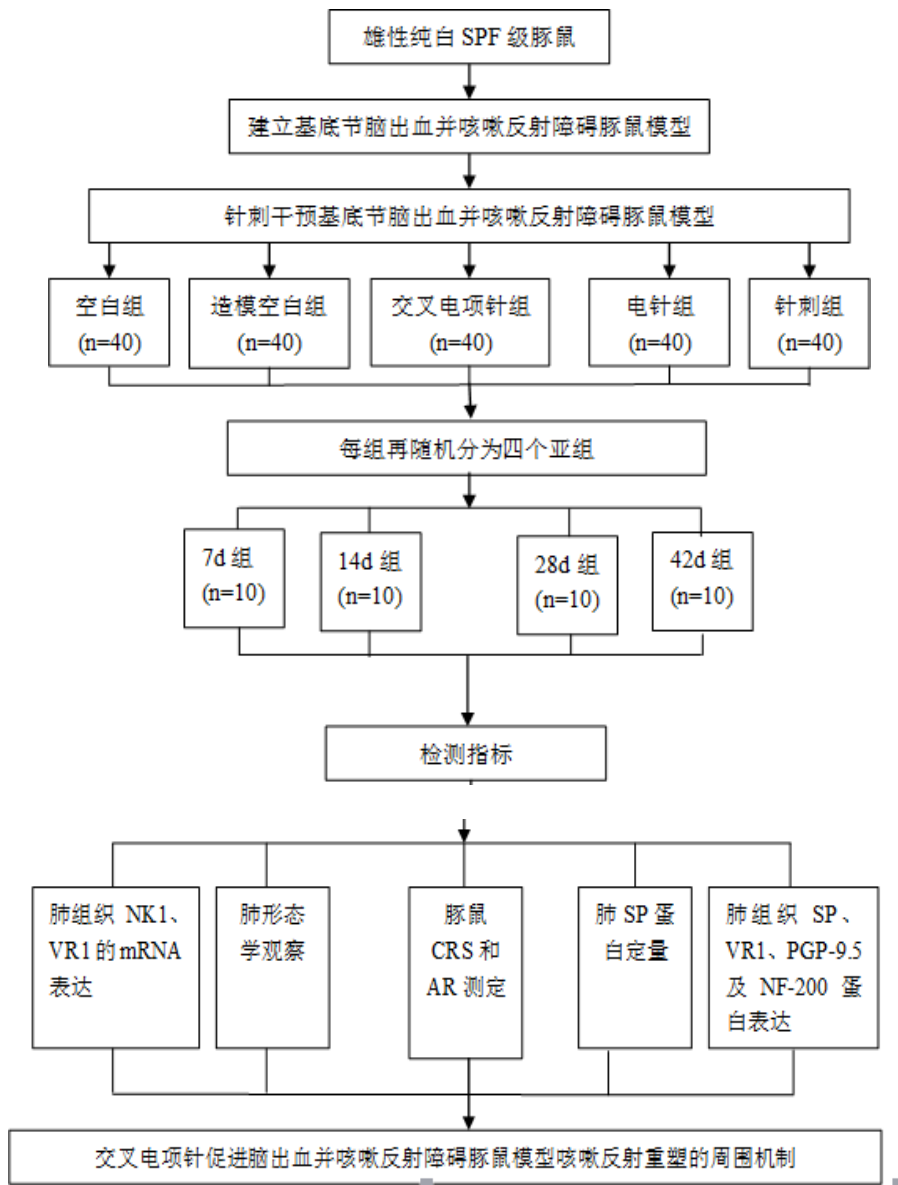 雄性纯白 SPF 级豚鼠
建立基底节脑出血并咳嗽反射障碍豚鼠模型
针刺干预基底节脑出血并咳嗽反射障碍豚鼠模型
空白组
(n=40)
造模空白组
(n=40)
交叉电项针组
(n=40)
电针组
(n=40)
针刺组
(n=40)
每组再随机分为四个亚组
7d 组
(n=10)
14d 组
(n=10)
28d 组
(n=10)
42d 组
(n=10)
检测指标
肺组织 NK1、
VR1 的 mRNA
表达
肺形态
学观察
豚鼠
CRS 和
AR 测定
肺 SP 蛋
白定量
肺组织 SP、
VR1、PGP-9.5
及 NF-200 蛋
白表达
交叉电项针促进脑出血并咳嗽反射障碍豚鼠模型咳嗽反射重塑的周围机制